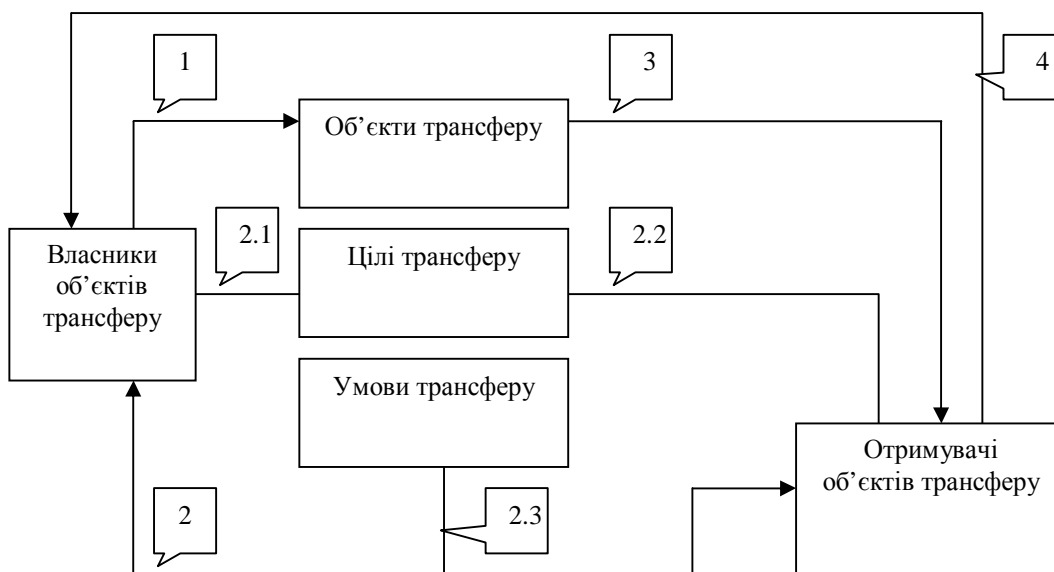 1
3
4
Об’єкти трансферу
2.1
2.2
Власники
об’єктів
трансферу
Цілі трансферу
Умови трансферу
Отримувачі
об’єктів трансферу
2
2.3